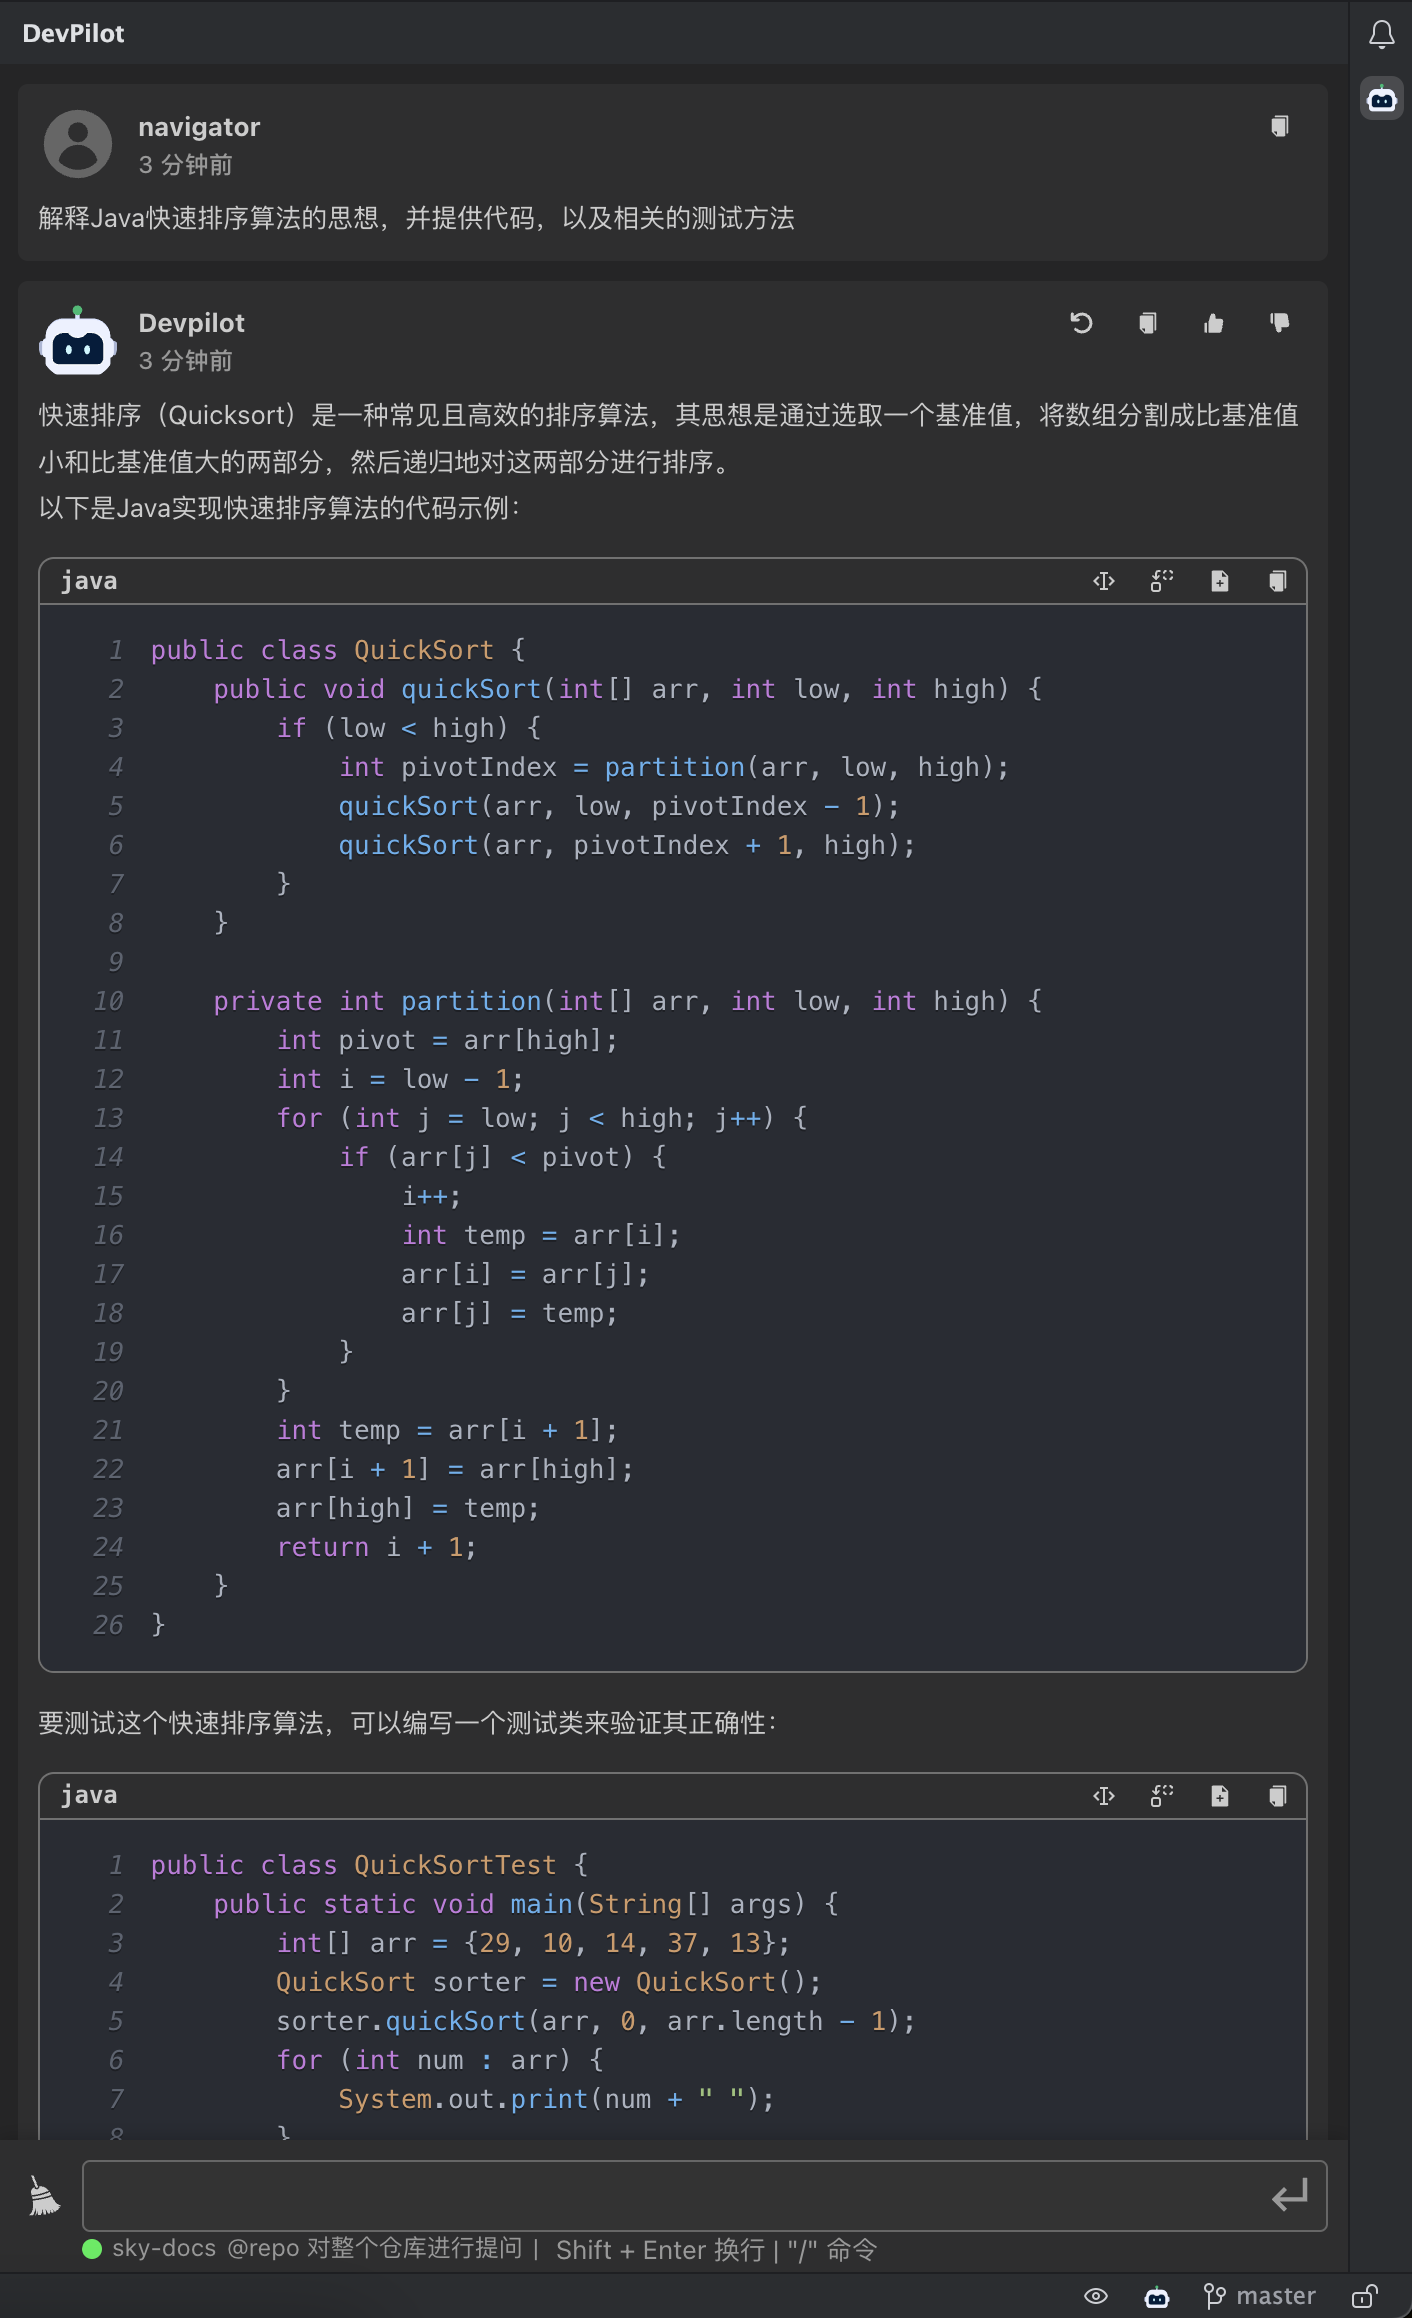 DevPilot
navigator
3 分钟前
解释Java快速排序算法的思想，并提供代码，以及相关的测试方法
Devpilot
3 分钟前
快速排序（Quicksort）是一种常见且高效的排序算法，其思想是通过选取一个基准值，将数组分割成比基准值
小和比基准值大的两部分，然后递归地对这两部分进行排序。
以下是Java实现快速排序算法的代码示例：
java
1 public class QuickSort {
2     public void quickSort(int[] arr, int low, int high) {
3         if (low < high) {
4             int pivotIndex = partition(arr, low, high);
5             quickSort(arr, low, pivotIndex - 1);
6             quickSort(arr, pivotIndex + 1, high);
7         }
8     }
9
10     private int partition(int[] arr, int low, int high) {
11         int pivot = arr[high];
12         int i = low - 1;
13         for (int j = low; j < high; j++) {
14             if (arr[j] < pivot) {
15                 i++;
16                 int temp = arr[i];
17                 arr[i] = arr[j];
18                 arr[j] = temp;
19             }
20         }
21         int temp = arr[i + 1];
22         arr[i + 1] = arr[high];
23         arr[high] = temp;
24         return i + 1;
25     }
26 }
要测试这个快速排序算法，可以编写一个测试类来验证其正确性：
java
1 public class QuickSortTest {
2     public static void main(String[] args) {
3         int[] arr = {29, 10, 14, 37, 13};
4         QuickSort sorter = new QuickSort();
5         sorter.quickSort(arr, 0, arr.length - 1);
6         for (int num : arr) {
7             System.out.print(num + " ");
8         }
sky-docs @repo 对整个仓库进行提问 | Shift + Enter 换行 | "/" 命令
master